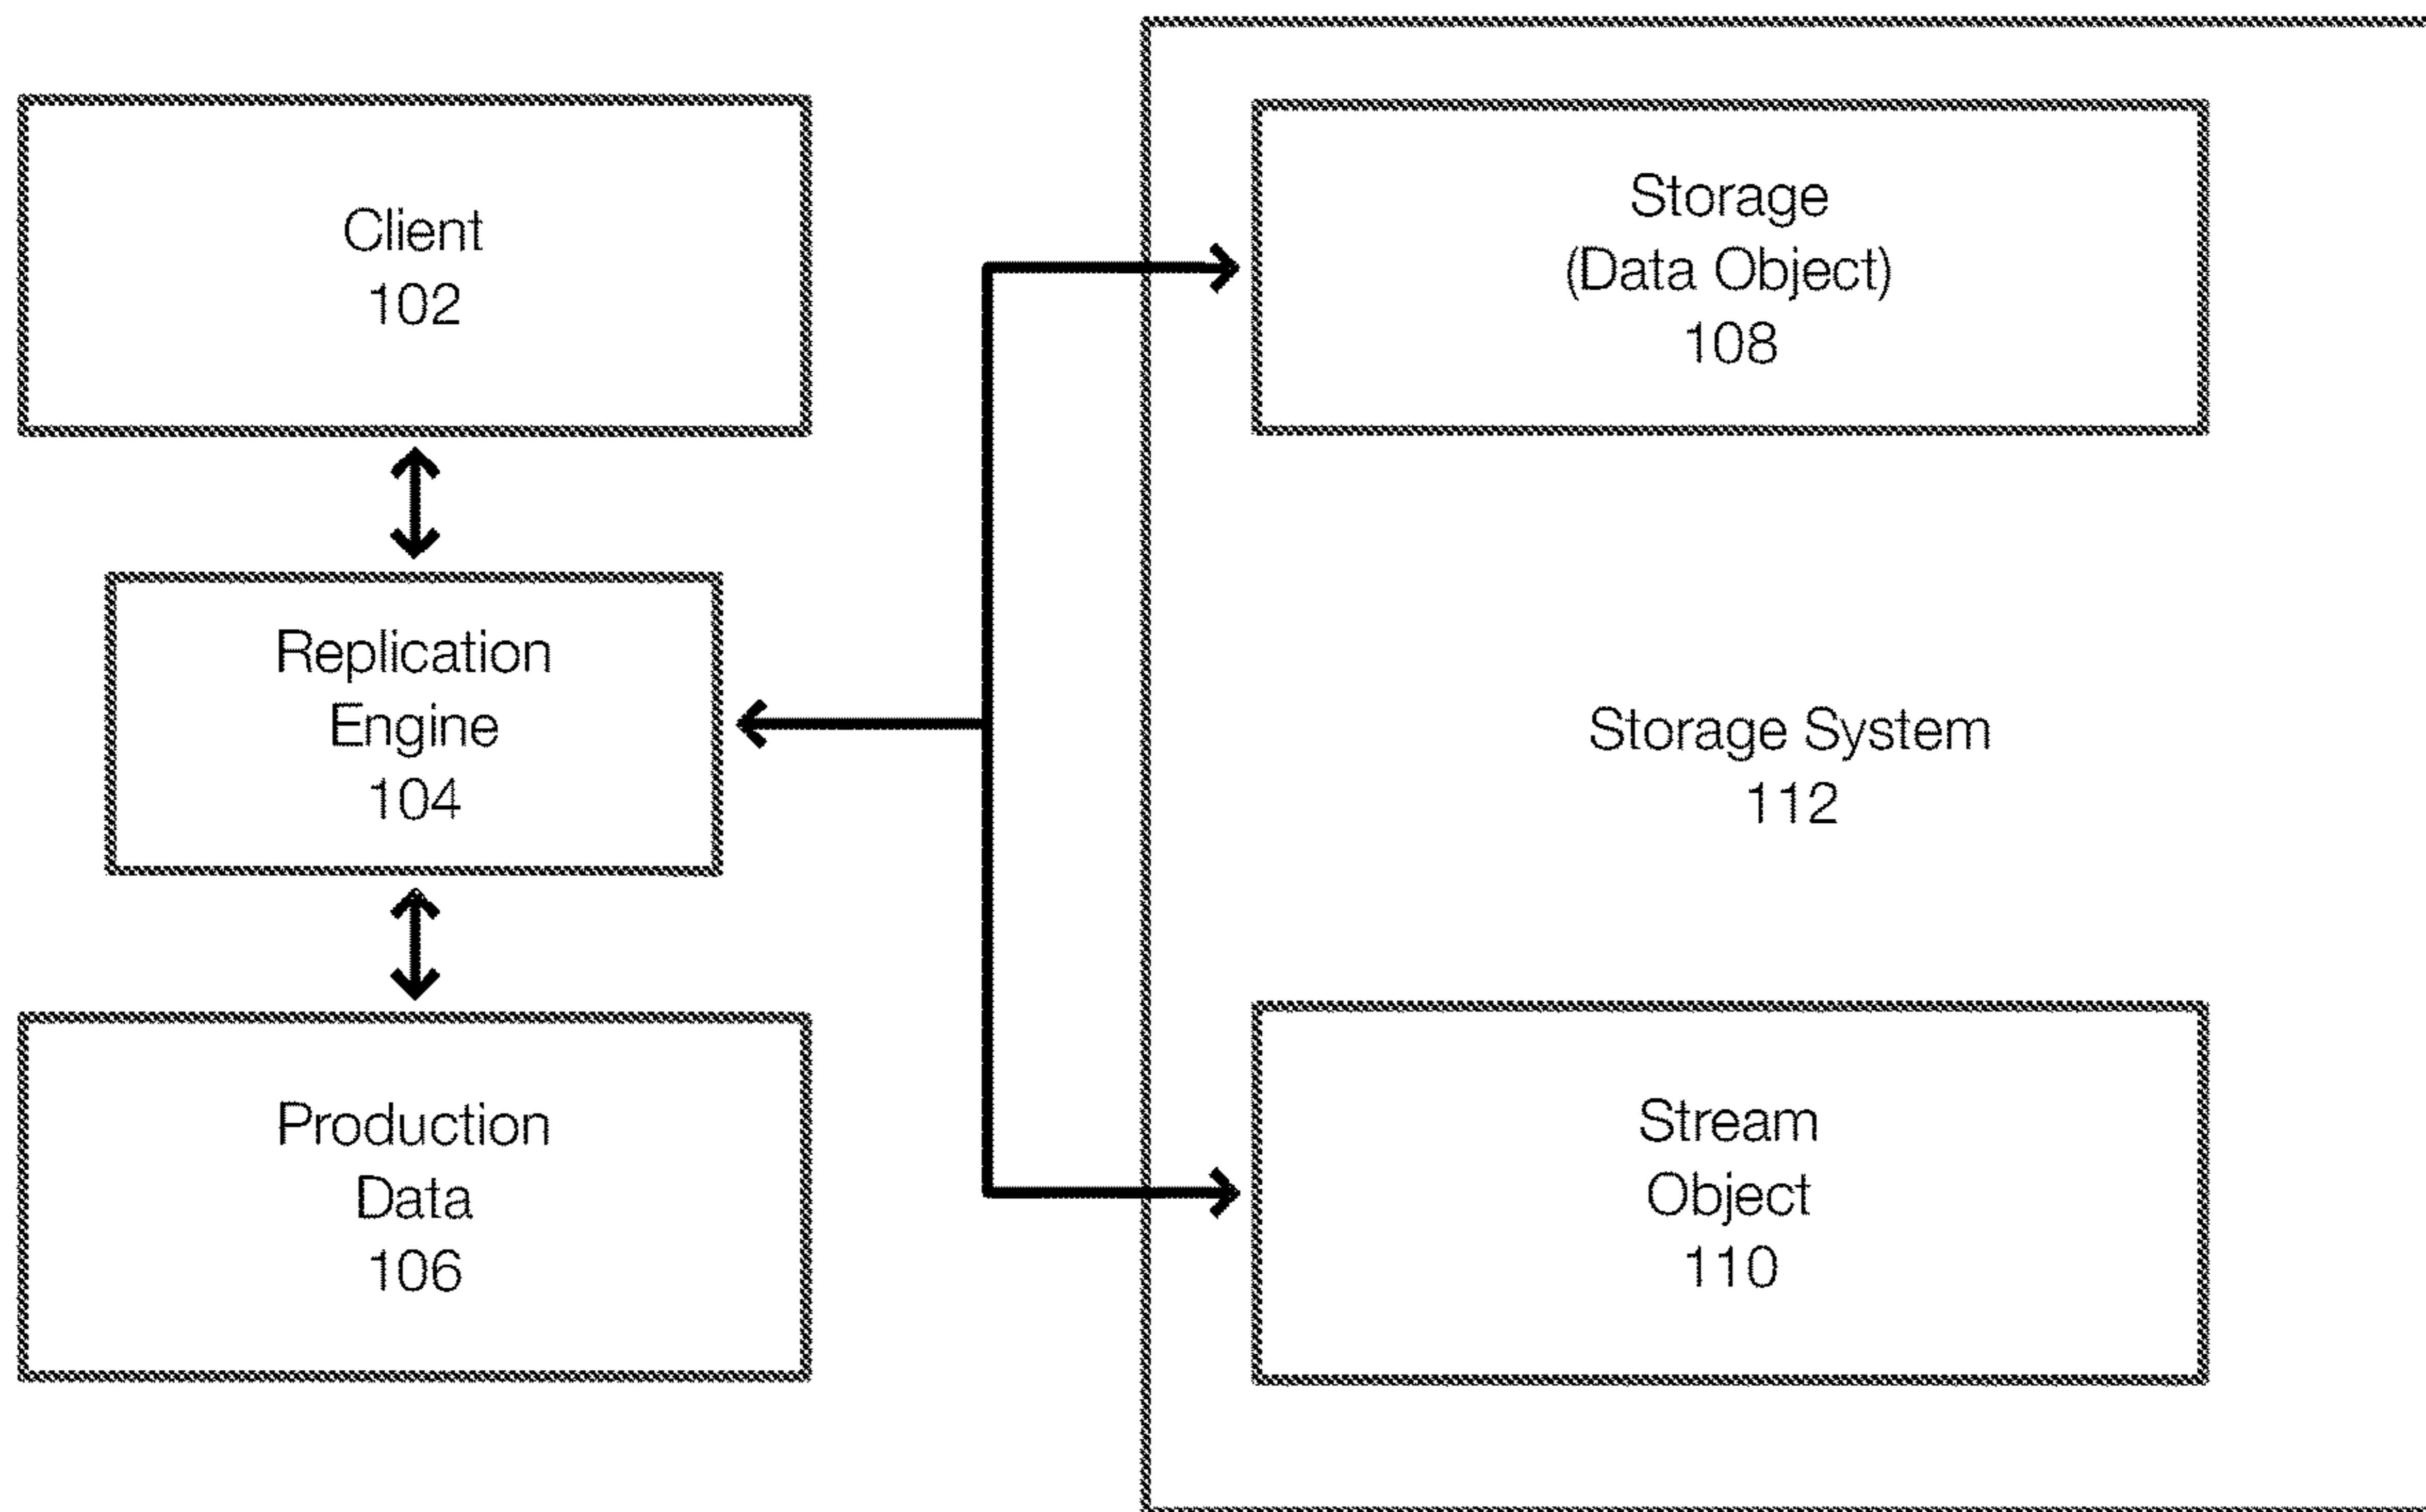 Client
102
Replication
Engine
104
Production
Data
106
Storage
(Data Object)
108
Storage System
112
Stream
Object
110